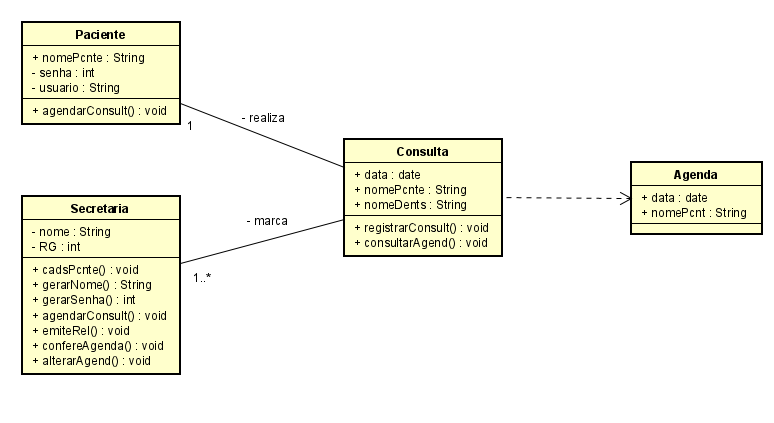 Paciente
+ nomePcnte : String
- senha : int
- usuario : String
+ agendarConsult() : void
1
- realiza
Consulta
+ data : date
+ nomePcnte : String
+ nomeDents : String
+ registrarConsult() : void
+ consultarAgend() : void
Agenda
+ data : date
+ nomePcnt : String
Secretaria
- nome : String
- RG : int
+ cadsPcnte() : void
+ gerarNome() : String
+ gerarSenha() : int
+ agendarConsult() : void
+ emiteRel() : void
+ confereAgenda() : void
+ alterarAgend() : void
- marca
1..*